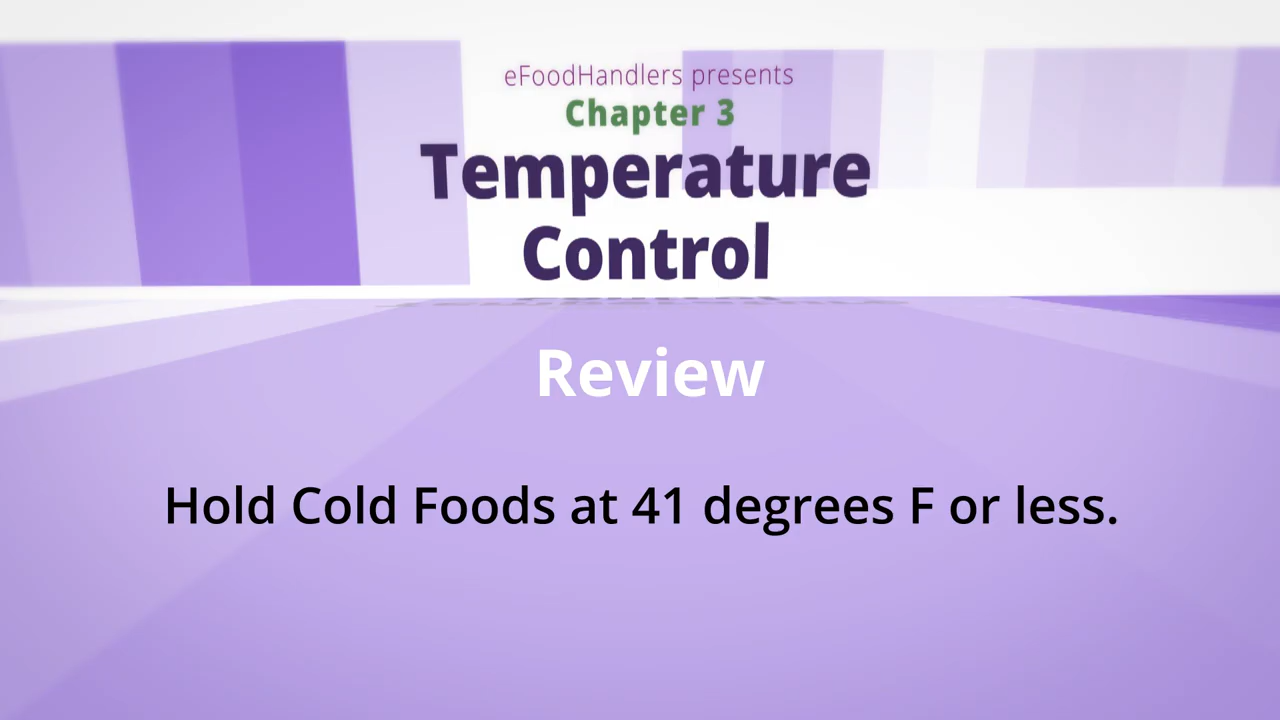 eFoodHandlers presents
Chapter 3
Temperature
Control
Review
Hold Cold Foods at 41 degrees F or less.